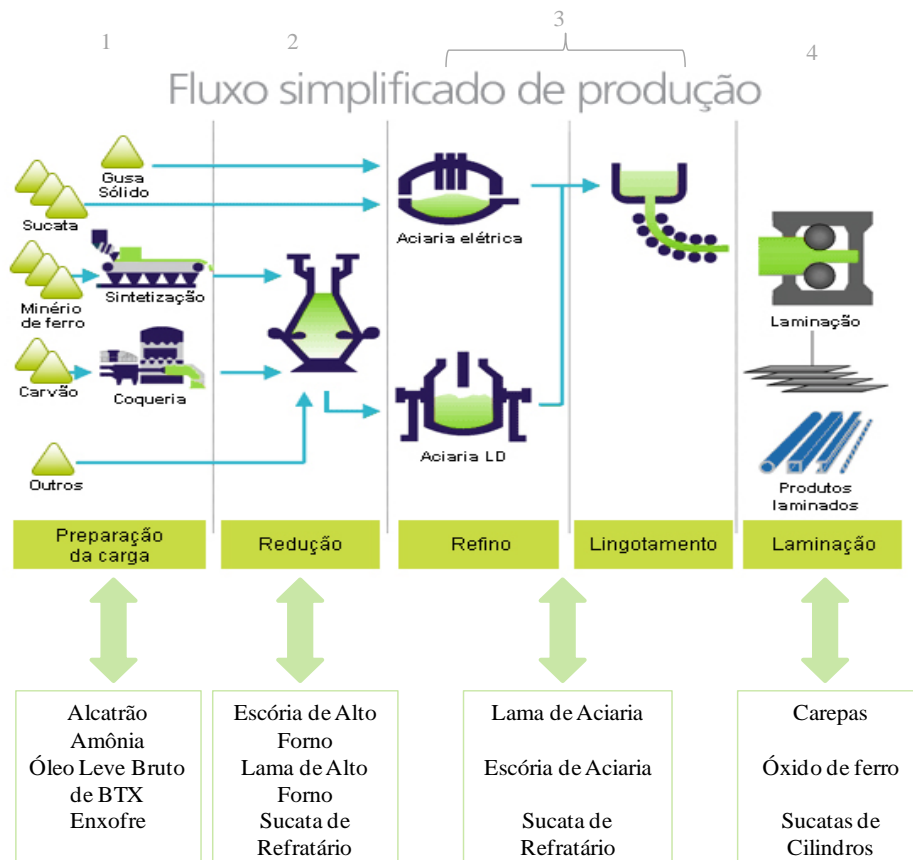 1
2
3
4
Fluxo simplificado de produção
Gusa
Sólido
Sucata
Aciaria elétrica
Minério
de ferro
Sintetização
Laminação
Carvão
Coqueria
Aciaria LD
Outros
Produtos
laminados
Preparação
da carga
Redução
Refino
Lingotamento
Laminação
Alcatrão
Amônia
Óleo Leve Bruto
de BTX
Enxofre
Escória de Alto
Forno
Lama de Alto
Forno
Sucata de
Refratário
Lama de Aciaria
Escória de Aciaria
Sucata de
Refratário
Carepas
Óxido de ferro
Sucatas de
Cilindros